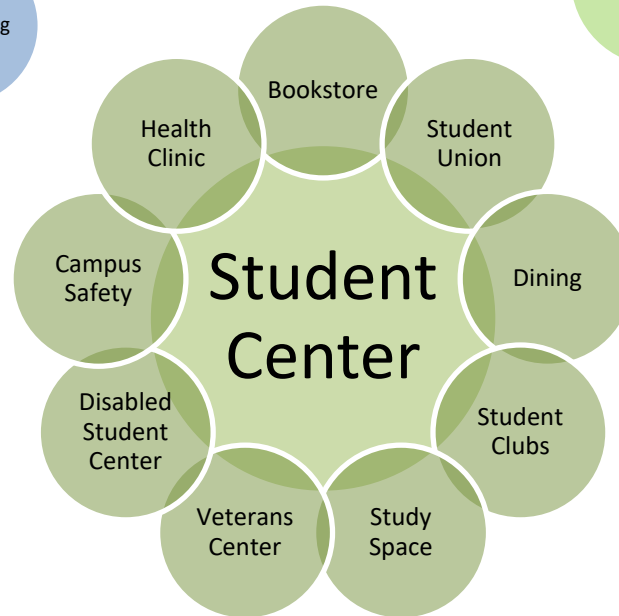 g
Bookstore
Student
Union
Dining
Student
Clubs
Study
Space
Veterans
Center
Disabled
Student
Center
Campus
Safety
Health
Clinic
Student
Center